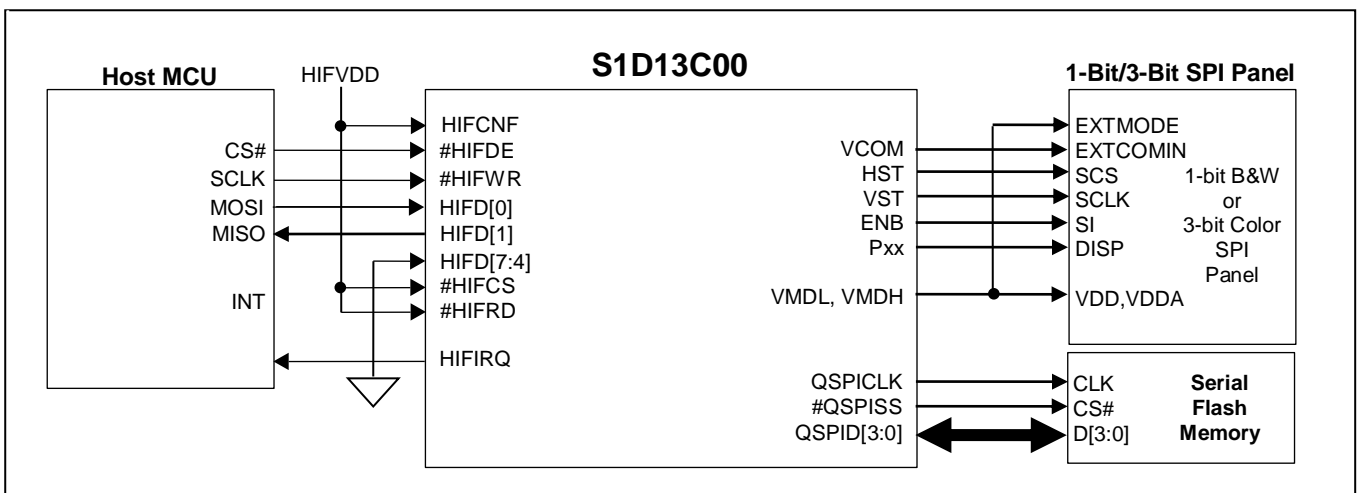 S1D13C00
Host MCU
HIFVDD
1-Bit/3-Bit SPI Panel
CS#
SCLK
MOSI
MISO
INT
HIFCNF
#HIFDE
#HIFWR
HIFD[0]
HIFD[1]
HIFD[7:4]
#HIFCS
#HIFRD
HIFIRQ
VCOM
HST
VST
ENB
Pxx
VMDL, VMDH
QSPICLK
#QSPISS
QSPID[3:0]
EXTMODE
EXTCOMIN
SCS
SCLK
SI
DISP
VDD,VDDA
1-bit B&W
or
3-bit Color
SPI
Panel
CLK
CS#
D[3:0]
Serial
Flash
Memory